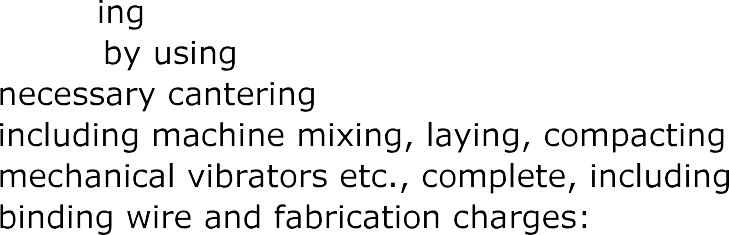 ing
by using
necessary cantering
including machine mixing, laying, compacting
mechanical vibrators etc., complete, including
binding wire and fabrication charges: